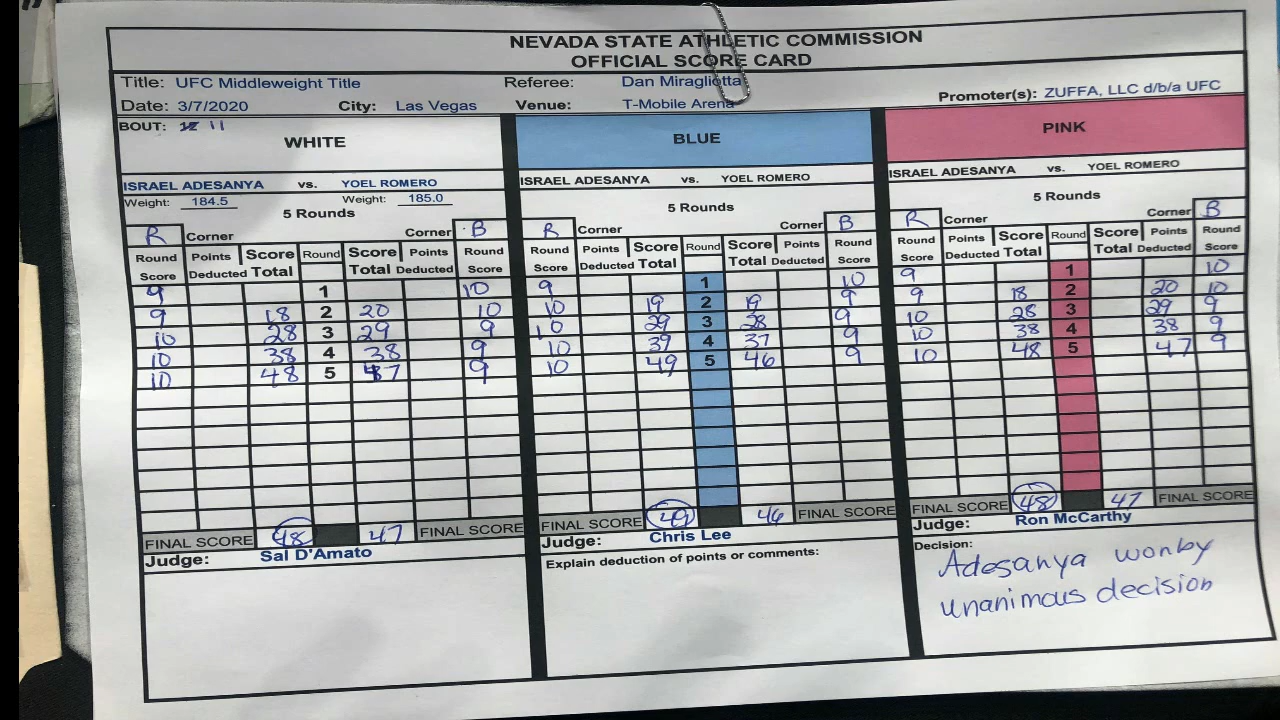 NEVADA STATE ATHLETIC COMMISSION
OFFICIAL SCORE CARD
Title: UFC Middleweight Title Referee: Dan Miragliotta
Date: 3/7/2020 City: Las Vegas Venue: T-Mobile Arena Promoter(s): ZUFFA, LLC d/b/a UFC
BOUT: 11
WHITE BLUE PINK
ISRAEL ADESANYA vs. YOEL ROMERO ISRAEL ADESANYA vs. YOEL ROMERO ISRAEL ADESANYA vs. YOEL ROMERO
Weight: 184.5 Weight: 185.0
5 Rounds 5 Rounds 5 Rounds
R Corner Corner B R Corner Corner B R Corner Corner B
Round Points Score Round Score Points Round Round Points Score Round Score Points Round Round Points Score Round Score Points Round
Score Deducted Total Total Deducted Score Score Deducted Total Total Deducted Score Score Deducted Total Total Deducted Score
9 1 10 9 1 10 9 1 10
9 18 2 20 10 10 19 2 19 9 9 18 2 20 10
10 28 3 29 9 10 29 3 28 9 10 28 3 29 9
10 38 4 38 9 10 39 4 37 9 10 38 4 38 9
10 48 5 47 9 10 49 5 46 9 10 48 5 47 9
FINAL SCORE 48 47 FINAL SCORE FINAL SCORE 49 46 FINAL SCORE FINAL SCORE 48 47 FINAL SCORE
Judge: Sal D'Amato Judge: Chris Lee Judge: Ron McCarthy
Explain deduction of points or comments: Decision:
Adesanya won by
unanimous decision